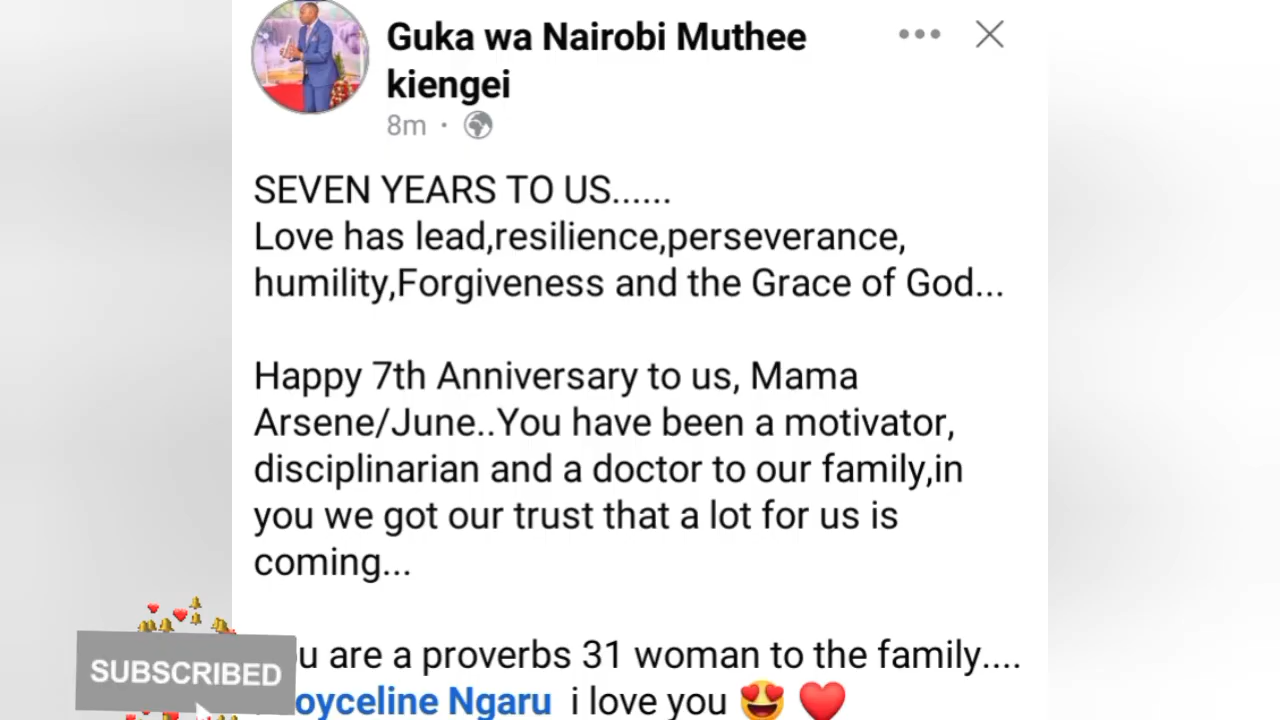 Guka wa Nairobi Muthee
kiengei
8m ·
SEVEN YEARS TO US......
Love has lead,resilience,perseverance,
humility,Forgiveness and the Grace of God...
Happy 7th Anniversary to us, Mama
Arsene/June..You have been a motivator,
disciplinarian and a doctor to our family,in
you we got our trust that a lot for us is
coming...
are a proverbs 31 woman to the family....
Ngaru i love you 😍 ❤️
SUBSCRIBED